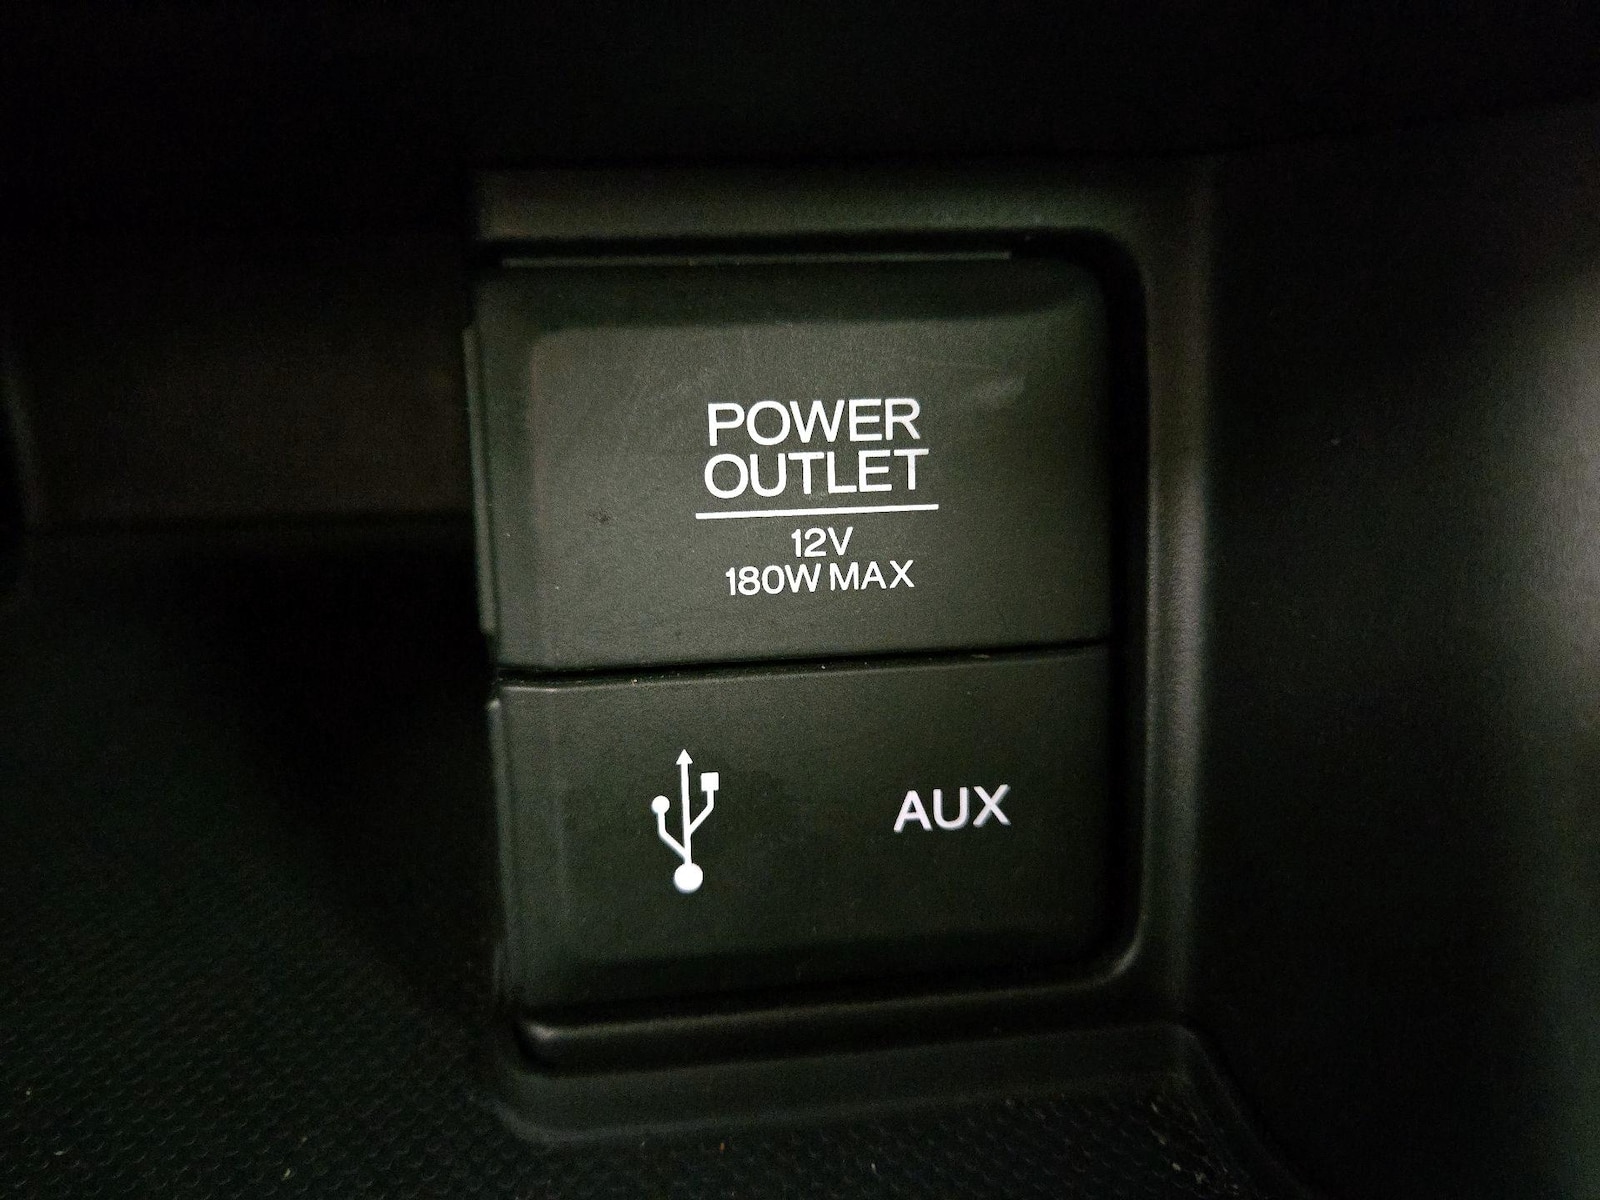 POWER
OUTLET
12V
180W MAX
AUX